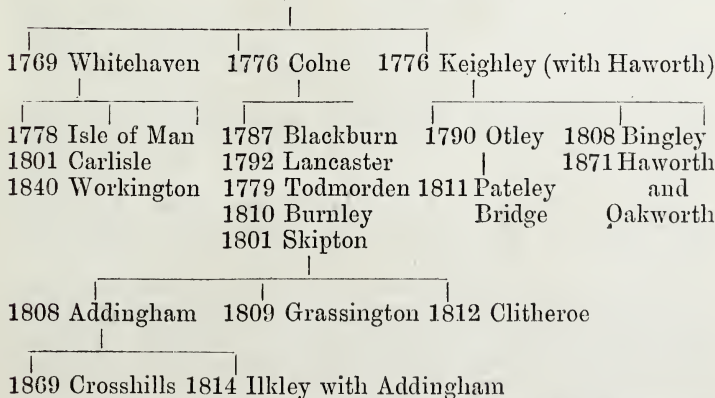 1769 Whitehaven 1776 Colne 1776 Keighley (with Haworth)
1778 Isle of Man 1787 Blackburn 1790 Otley 1808 Bingley
1801 Carlisle 1792 Lancaster 1871 Haworth
1840 Workington 1779 Todmorden 1811 Pateley and
1810 Burnley Bridge Oakworth
1801 Skipton
1808 Addingham 1809 Grassington 1812 Clitheroe
1869 Crosshills 1814 Ilkley with Addingham